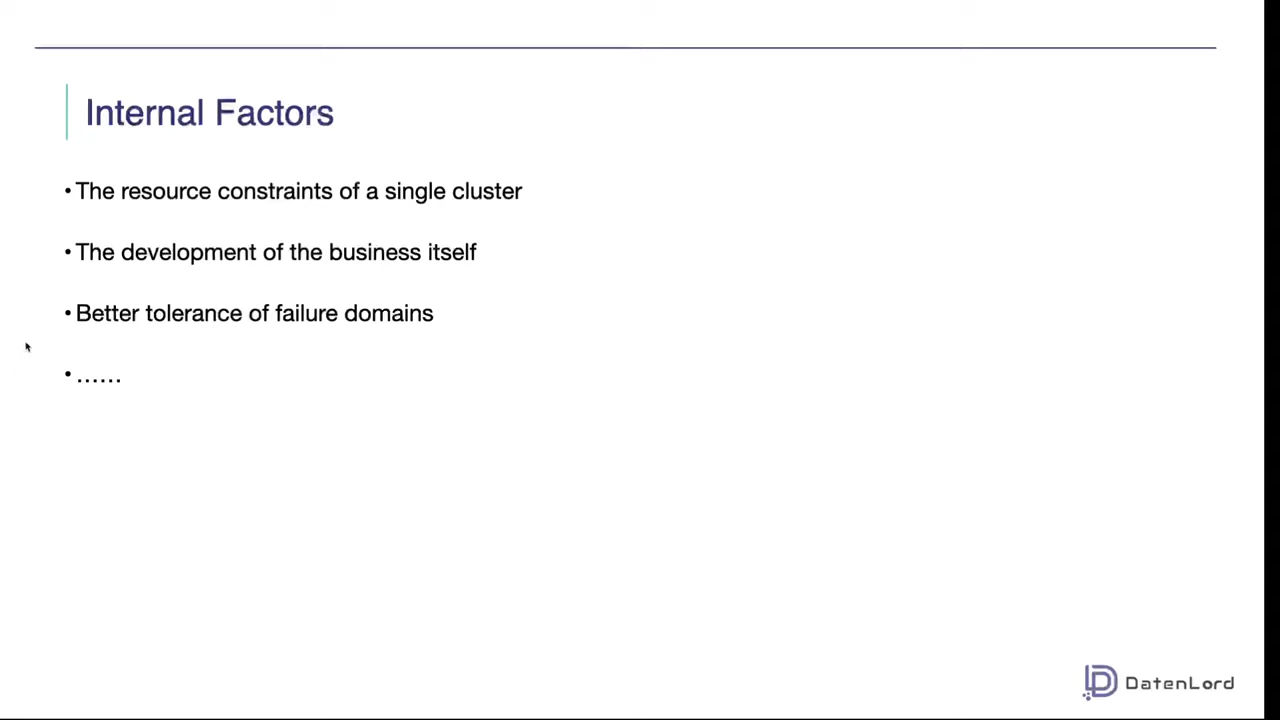 Internal Factors
• The resource constraints of a single cluster
• The development of the business itself
• Better tolerance of failure domains
• ......
DatenLord